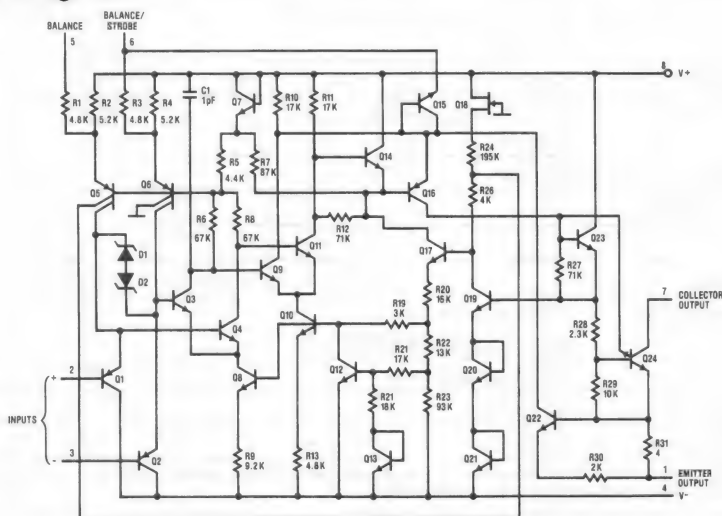 BALANCE
5
BALANCE/
STROBE
6
8
V+
R1
4.8K
R2
5.2K
R3
4.8K
R4
5.2K
C1
1pF
Q7
R10
17K
R11
17K
Q15
Q18
Q14
R24
195K
R5
4.4K
R7
87K
Q5
Q6
Q16
R26
4K
R6
67K
R8
67K
Q11
R12
71K
Q17
Q23
R27
71K
D1
D2
Q9
7
COLLECTOR
OUTPUT
Q3
Q4
Q10
R19
3K
R20
16K
Q19
R28
2.3K
Q24
R22
13K
R21
17K
Q1
Q8
Q12
Q20
R29
10K
+
2
INPUTS
R21
18K
R23
93K
Q22
-
3
R9
9.2K
R13
4.8K
Q13
Q21
R30
2K
R31
4
Q2
1
EMITTER
OUTPUT
4
V-